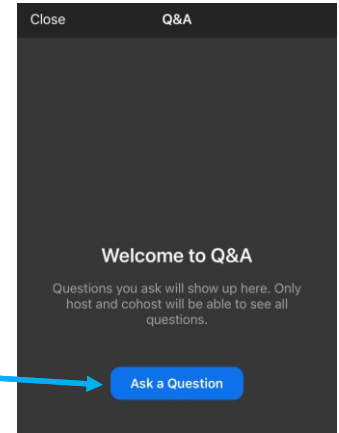 Close Q&A
Welcome to Q&A
Questions you ask will show up here. Only
host and cohost will be able to see all
questions.
Ask a Question